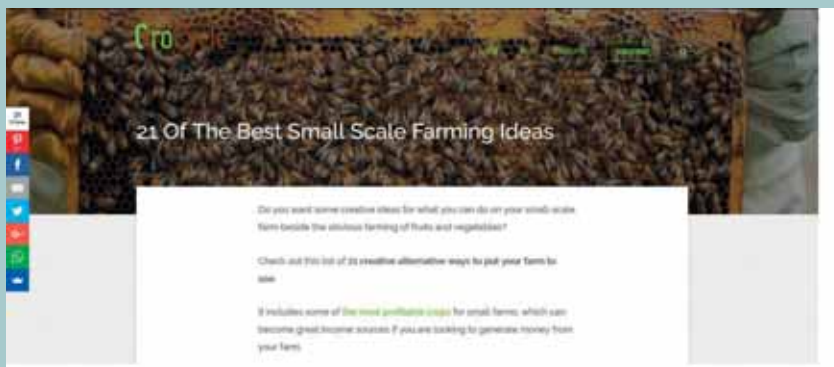 21 Of The Best Small Scale Farming Ideas
Do you want some creative ideas for what you can do on your small-scale
farm beside the obvious farming of fruits and vegetables?
Check out this list of 21 creative alternative ways to put your farm to
use.
It includes some of the most profitable crops for small farms, which can
become great income sources if you are looking to generate money from
your farm.